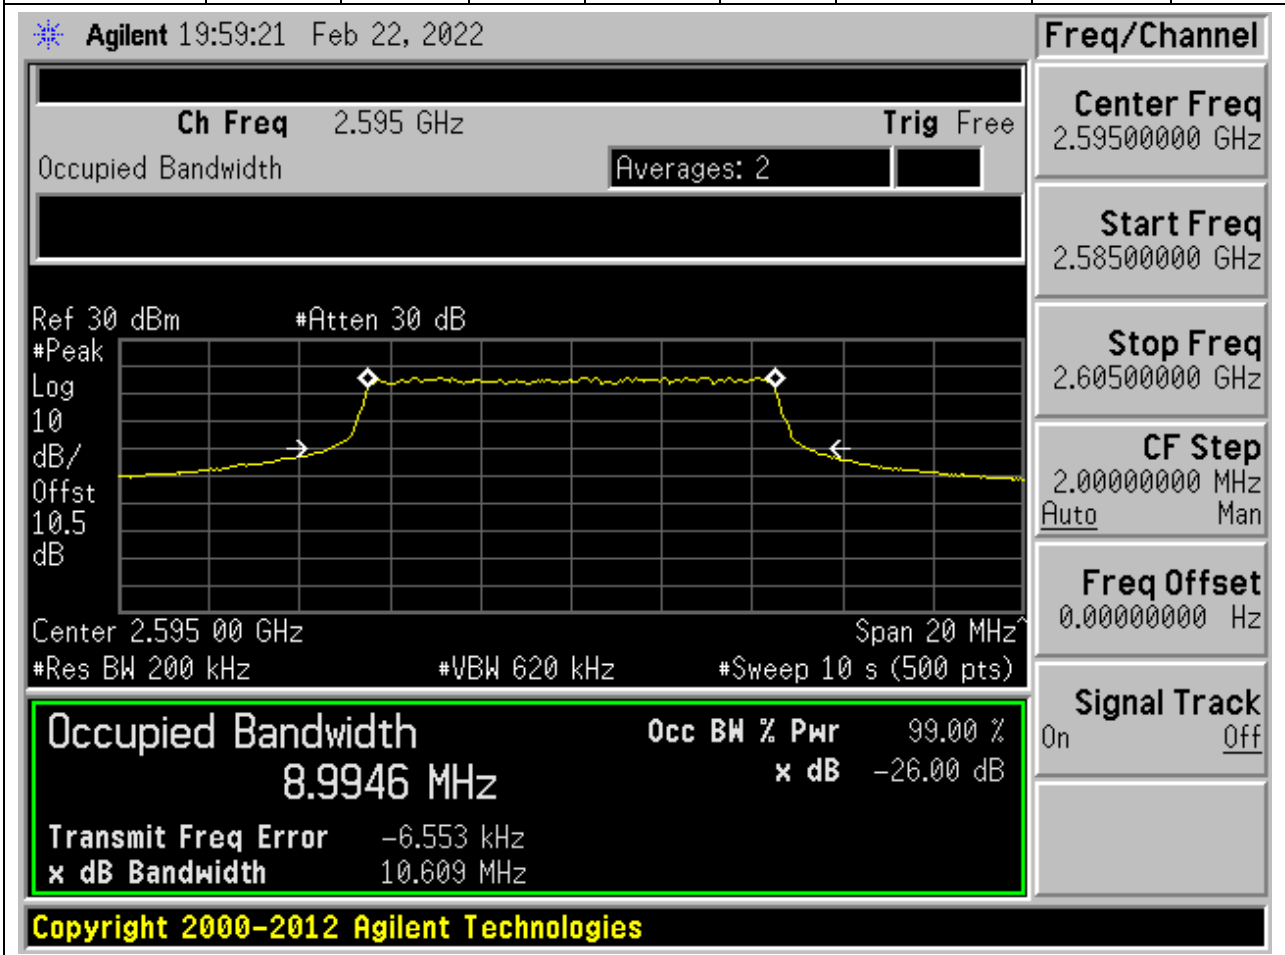 Agilent 19:59:21 Feb 22, 2022
Freq/Channel
Ch Freq 2.595 GHz Trig Free
Occupied Bandwidth Averages: 2
Center Freq
2.59500000 GHz
Start Freq
2.58500000 GHz
Stop Freq
2.60500000 GHz
CF Step
2.00000000 MHz
Auto Man
Freq Offset
0.00000000 Hz
Signal Track
On Off
Ref 30 dBm #Atten 30 dB
#Peak
Log
10
dB/
Offst
10.5
dB
Center 2.595 00 GHz Span 20 MHz^
#Res BW 200 kHz #VBW 620 kHz #Sweep 10 s (500 pts)
Occupied Bandwidth Occ BW % Pwr 99.00 %
8.9946 MHz x dB -26.00 dB
Transmit Freq Error -6.553 kHz
x dB Bandwidth 10.609 MHz
Copyright 2000-2012 Agilent Technologies